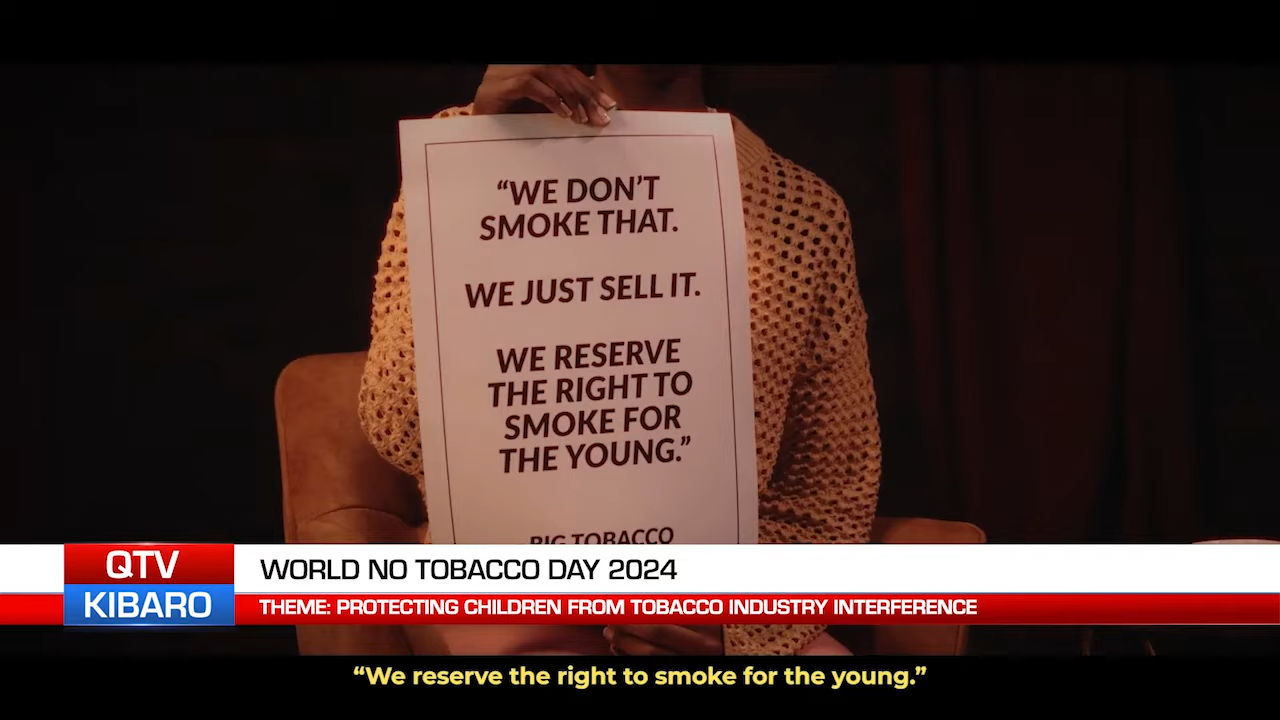 “WE DON’T
SMOKE THAT.
WE JUST SELL IT.
WE RESERVE
THE RIGHT TO
SMOKE FOR
THE YOUNG.”
BIG TOBACCO
QTV
KIBARO
WORLD NO TOBACCO DAY 2024
THEME: PROTECTING CHILDREN FROM TOBACCO INDUSTRY INTERFERENCE
“We reserve the right to smoke for the young.”